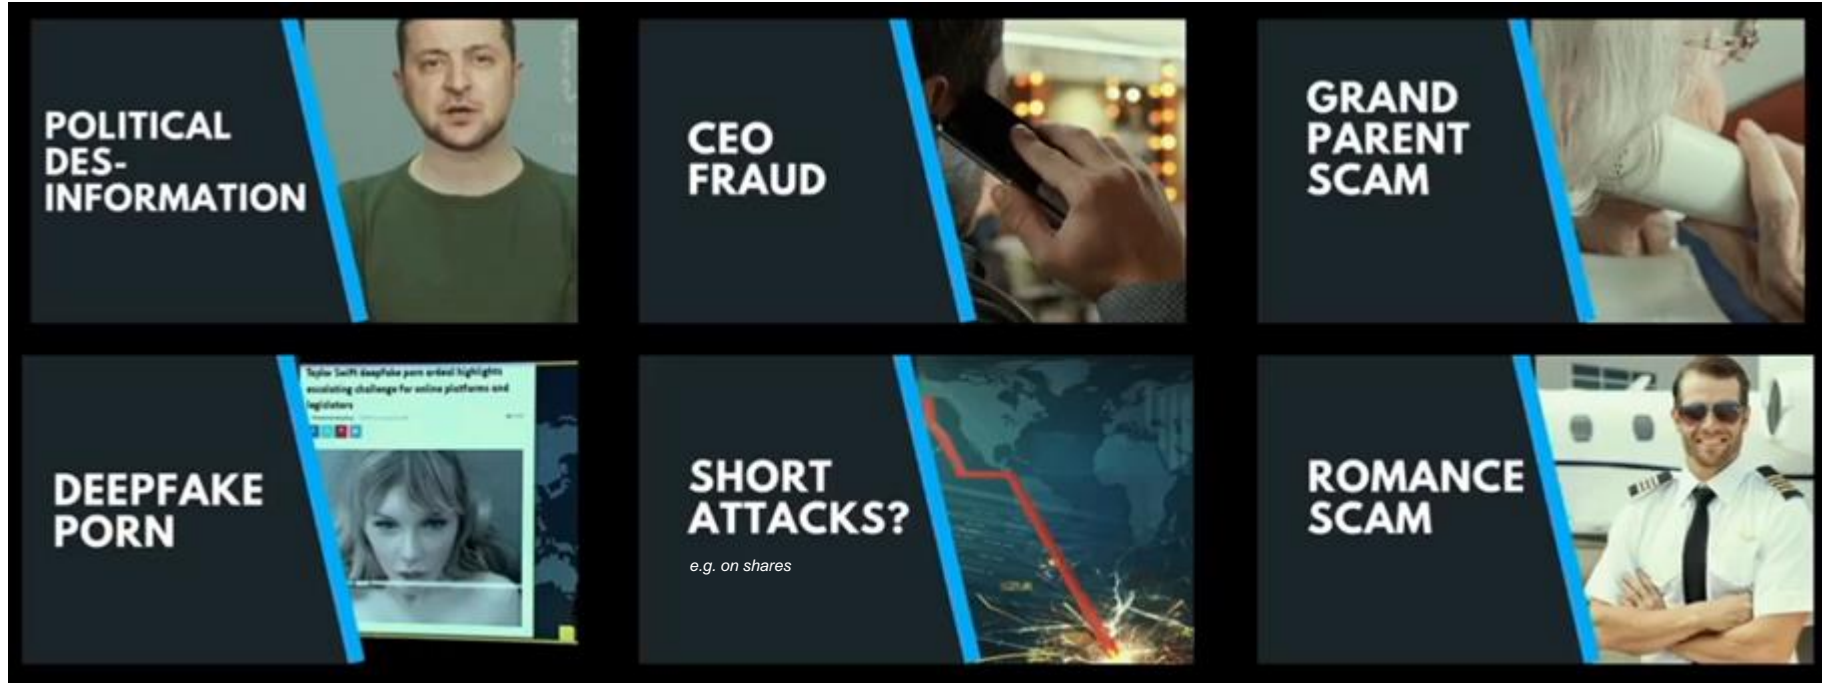 POLITICAL
DES-
INFORMATION
CEO
FRAUD
GRAND
PARENT
SCAM
DEEPFAKE
PORN
Taylor Swift deepfake porn ordeal highlights
escalating challenge for online platforms and
legislators
SHORT
ATTACKS?
e.g. on shares
ROMANCE
SCAM